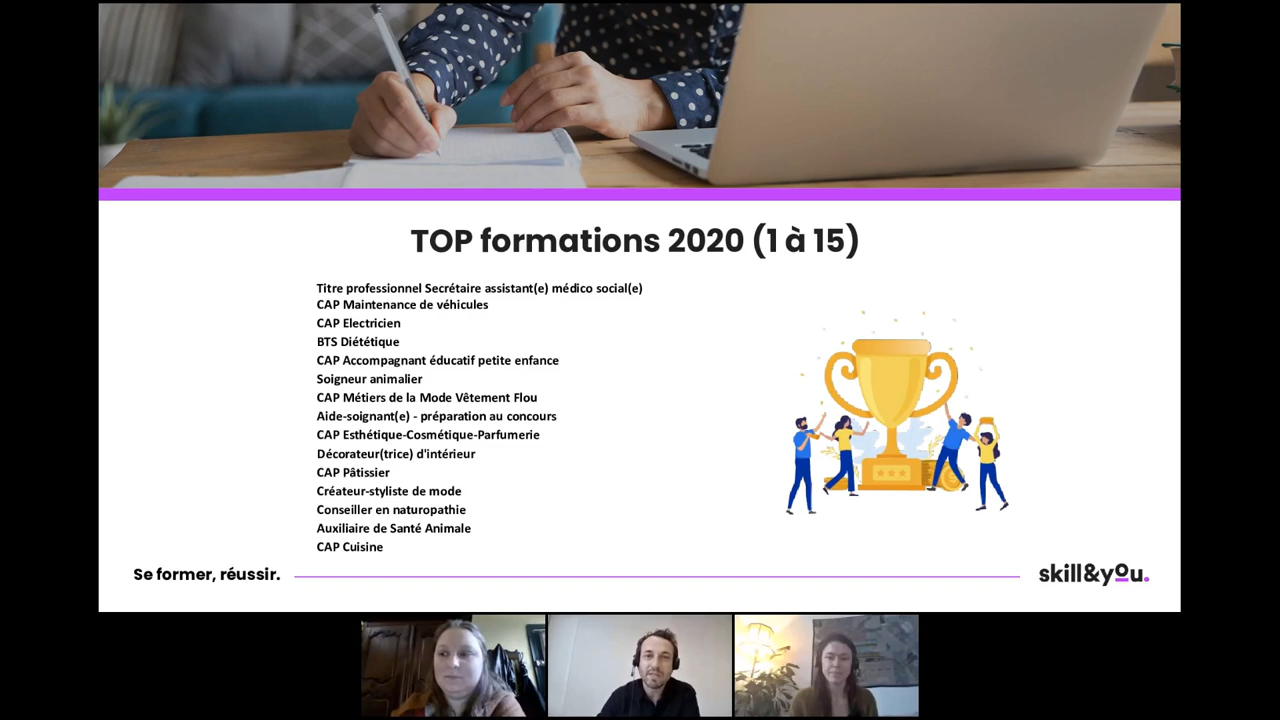 TOP formations 2020 (1 à 15)
Titre professionnel Secrétaire assistant(e) médico social(e)
CAP Maintenance de véhicules
CAP Electricien
BTS Diététique
CAP Accompagnant éducatif petite enfance
Soigneur animalier
CAP Métiers de la Mode Vêtement Flou
Aide-soignant(e) - préparation au concours
CAP Esthétique-Cosmétique-Parfumerie
Décorateur(trice) d'intérieur
CAP Pâtissier
Créateur-styliste de mode
Conseiller en naturopathie
Auxiliaire de Santé Animale
CAP Cuisine
Se former, réussir.
skill&you.